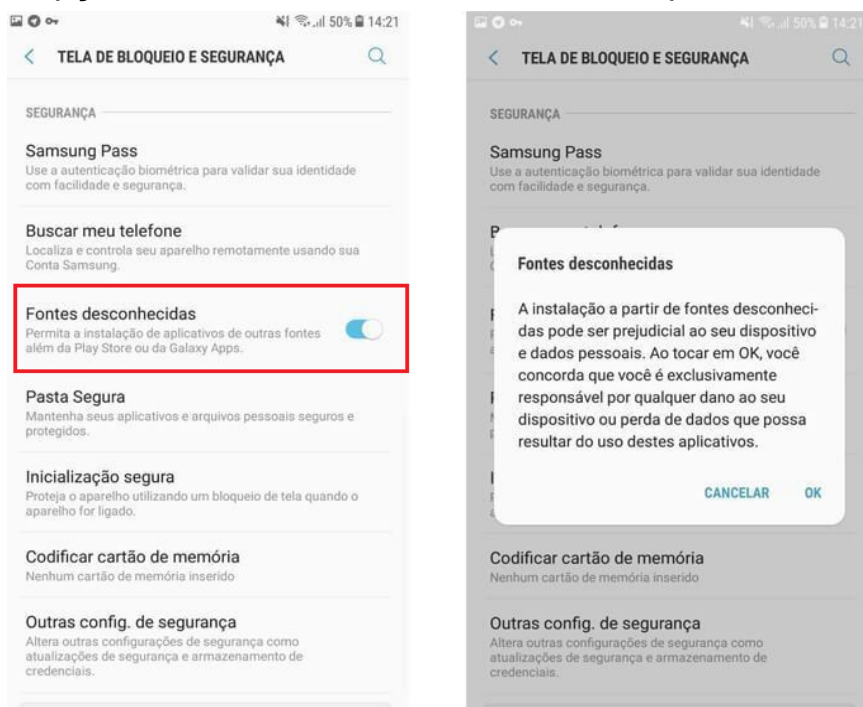 50% 14:21
TELA DE BLOQUEIO E SEGURANÇA
SEGURANÇA
Samsung Pass
Use a autenticação biométrica para validar sua identidade
com facilidade e segurança.
Buscar meu telefone
Localiza e controla seu aparelho remotamente usando sua
Conta Samsung.
Fontes desconhecidas
Permita a instalação de aplicativos de outras fontes
além da Play Store ou da Galaxy Apps.
Pasta Segura
Mantenha seus aplicativos e arquivos pessoais seguros e
protegidos.
Inicialização segura
Proteja o aparelho utilizando um bloqueio de tela quando o
aparelho for ligado.
Codificar cartão de memória
Nenhum cartão de memória inserido
Outras config. de segurança
Altera outras configurações de segurança como
atualizações de segurança e armazenamento de
credenciais.
50% 14:21
TELA DE BLOQUEIO E SEGURANÇA
SEGURANÇA
Samsung Pass
Use a autenticação biométrica para validar sua identidade
com facilidade e segurança.
Fontes desconhecidas
A instalação a partir de fontes desconheci-
das pode ser prejudicial ao seu dispositivo
e dados pessoais. Ao tocar em OK, você
concorda que você é exclusivamente
responsável por qualquer dano ao seu
dispositivo ou perda de dados que possa
resultar do uso destes aplicativos.
CANCELAR OK
Codificar cartão de memória
Nenhum cartão de memória inserido
Outras config. de segurança
Altera outras configurações de segurança como
atualizações de segurança e armazenamento de
credenciais.